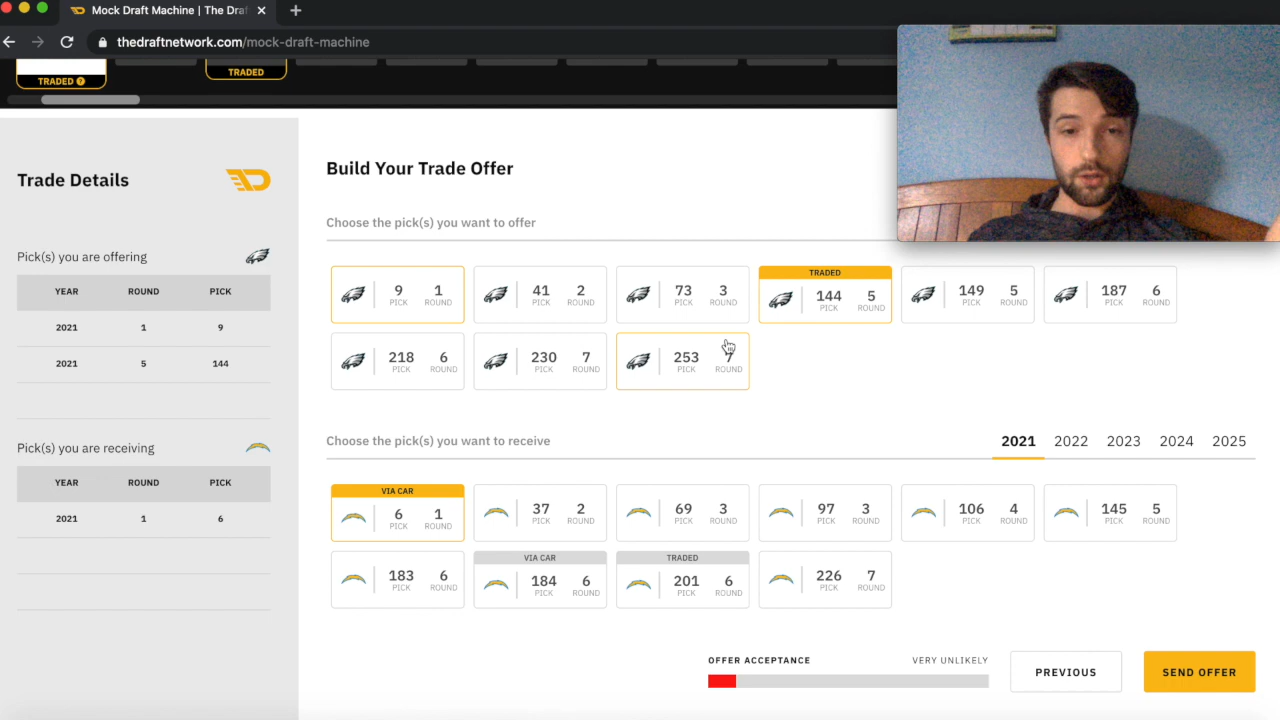 Mock Draft Machine | The Dra
thedraftnetwork.com/mock-draft-machine
TRADED ?
TRADED
Trade Details
Pick(s) you are offering
YEAR ROUND PICK
2021 1 9
2021 5 144
Pick(s) you are receiving
YEAR ROUND PICK
2021 1 6
Build Your Trade Offer
Choose the pick(s) you want to offer
TRADED
9 1 41 2 73 3 144 5 149 5 187 6
PICK ROUND PICK ROUND PICK ROUND PICK ROUND PICK ROUND PICK ROUND
218 6 230 7 253 7
PICK ROUND PICK ROUND PICK ROUND
Choose the pick(s) you want to receive 2021 2022 2023 2024 2025
VIA CAR
6 1 37 2 69 3 97 3 106 4 145 5
PICK ROUND PICK ROUND PICK ROUND PICK ROUND PICK ROUND PICK ROUND
VIA CAR TRADED
183 6 184 6 201 6 226 7
PICK ROUND PICK ROUND PICK ROUND PICK ROUND
OFFER ACCEPTANCE VERY UNLIKELY
PREVIOUS
SEND OFFER